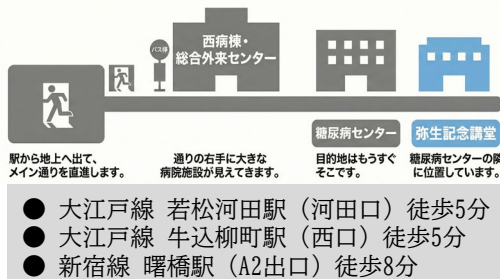 バス停
西病棟・
総合外来センター
糖尿病センター
弥生記念講堂
駅から地上へ出て、
メイン通りを直進します。
通りの右手に大きな
病院施設が見えてきます。
目的地はもうすぐ
そこです。
糖尿病センターの隣
に位置しています。
● 大江戸線 若松河田駅（河田口）徒歩5分
● 大江戸線 牛込柳町駅（西口）徒歩5分
● 新宿線 曙橋駅（A2出口）徒歩8分